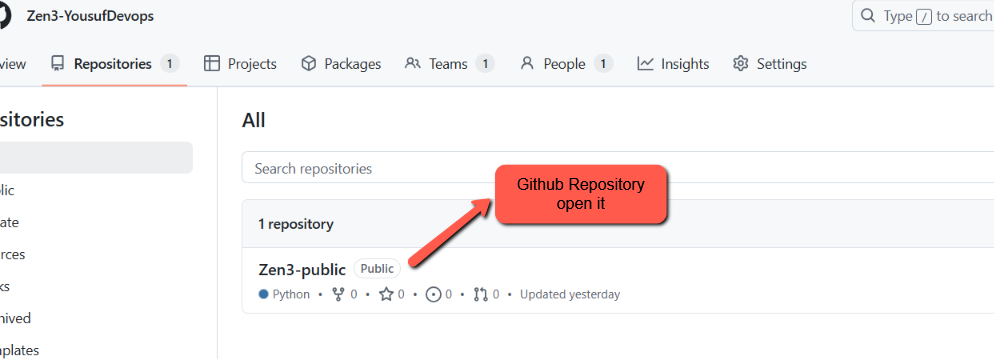 Zen3-YousufDevops
Type / to search
view Repositories 1 Projects Packages Teams 1 People 1 Insights Settings
sitories
All
Search repositories
Github Repository
open it
lic
ate
rces
ks
hived
nplates
1 repository
Zen3-public Public
Python • 0 • 0 • 0 • 0 • Updated yesterday